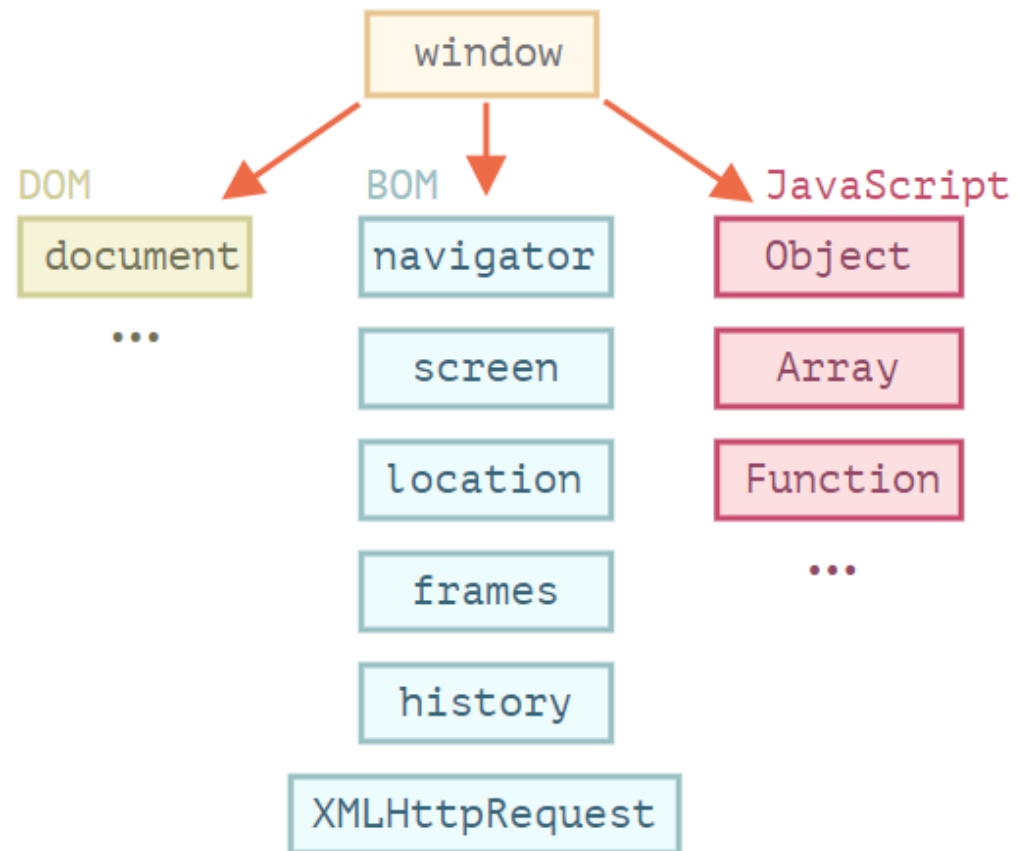 window
DOM
BOM
JavaScript
document
navigator
Object
...
screen
Array
location
Function
frames
...
history
XMLHttpRequest